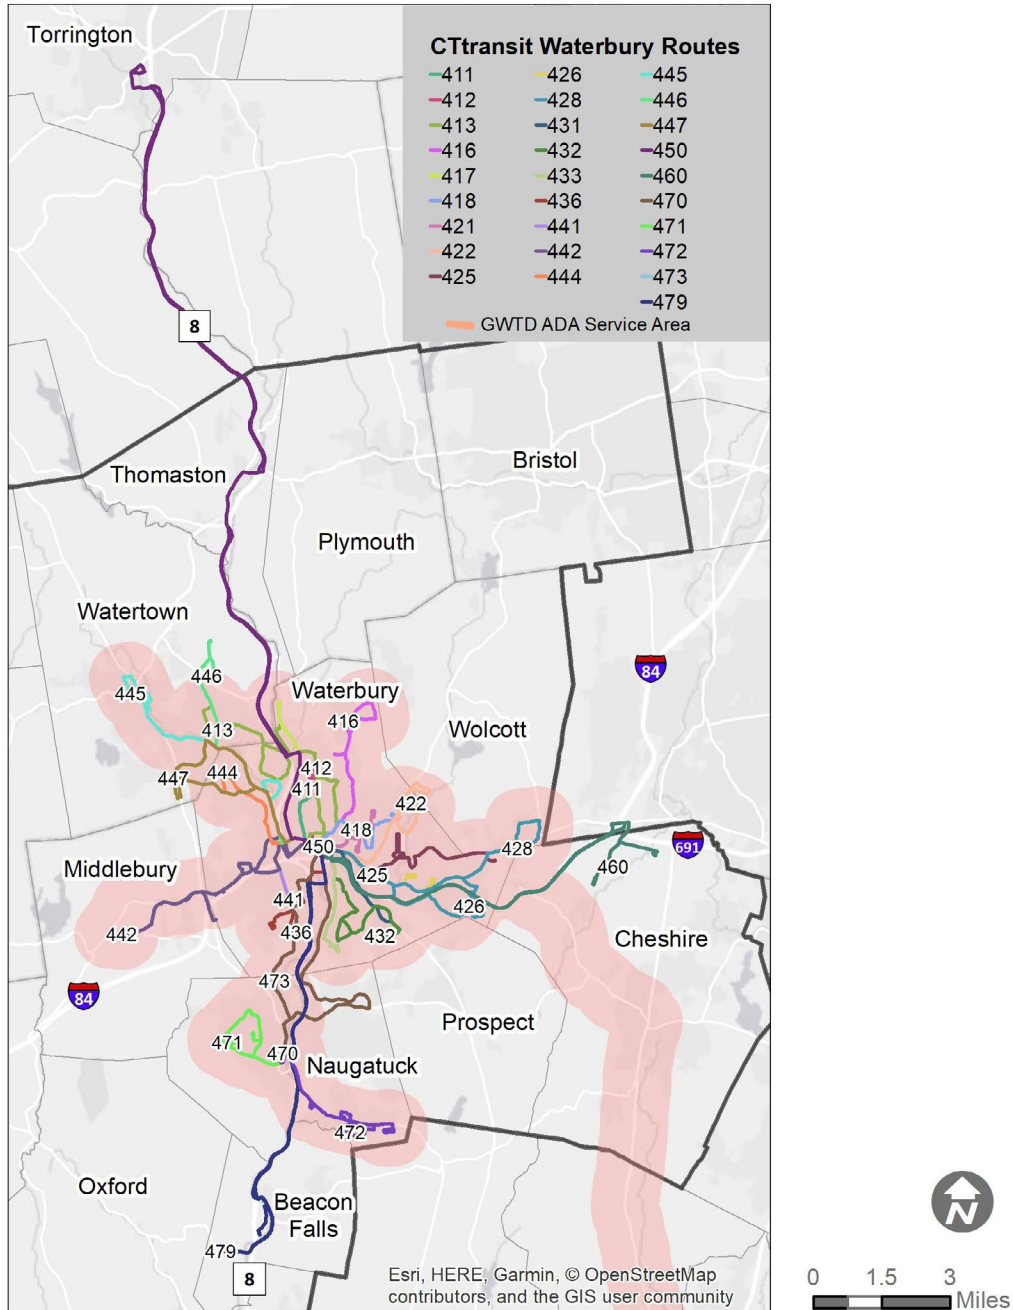 Torrington
CTtransit Waterbury Routes
411 426 445
412 428 446
413 431 447
416 432 450
417 433 460
418 436 470
421 441 471
422 442 472
425 444 473
479
GWTD ADA Service Area
8
Bristol
Thomaston
Plymouth
Watertown
84
446
445
Waterbury
416
413
Wolcott
412
444
447
411
422
418
450
428
691
425
460
Middlebury
441
426
442
436
432
Cheshire
473
84
Prospect
471
470
Naugatuck
472
Oxford
Beacon
Falls
479
8
Esri, HERE, Garmin, © OpenStreetMap
contributors, and the GIS user community
N
0 1.5 3
Miles